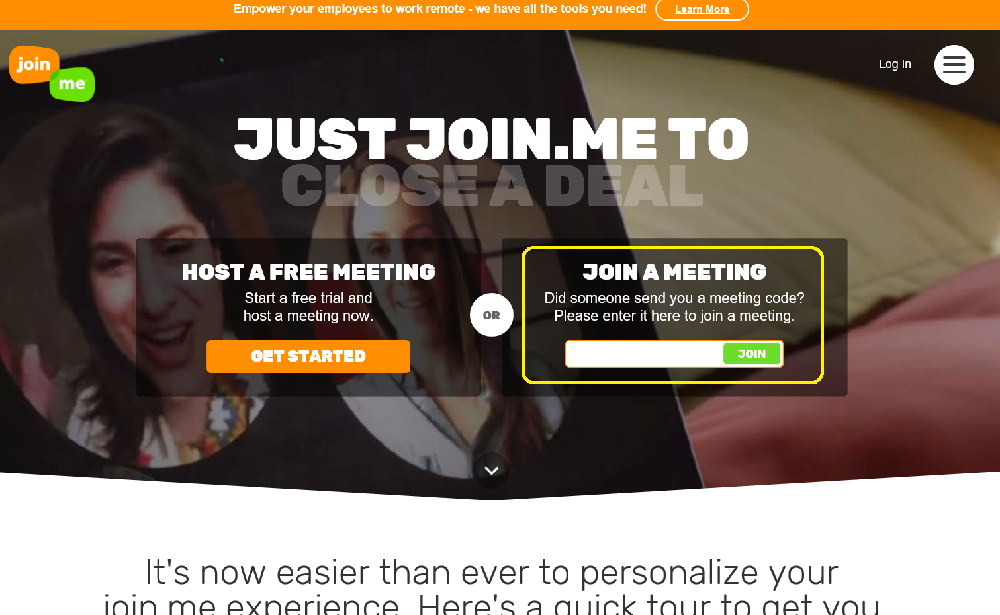 Empower your employees to work remote - we have all the tools you need! Learn More
join
me
Log In
JUST JOIN.ME TO
CLOSE A DEAL
HOST A FREE MEETING
Start a free trial and
host a meeting now.
GET STARTED
OR
JOIN A MEETING
Did someone send you a meeting code?
Please enter it here to join a meeting.
JOIN
It's now easier than ever to personalize your
join me experience. Here's a quick tour to get you